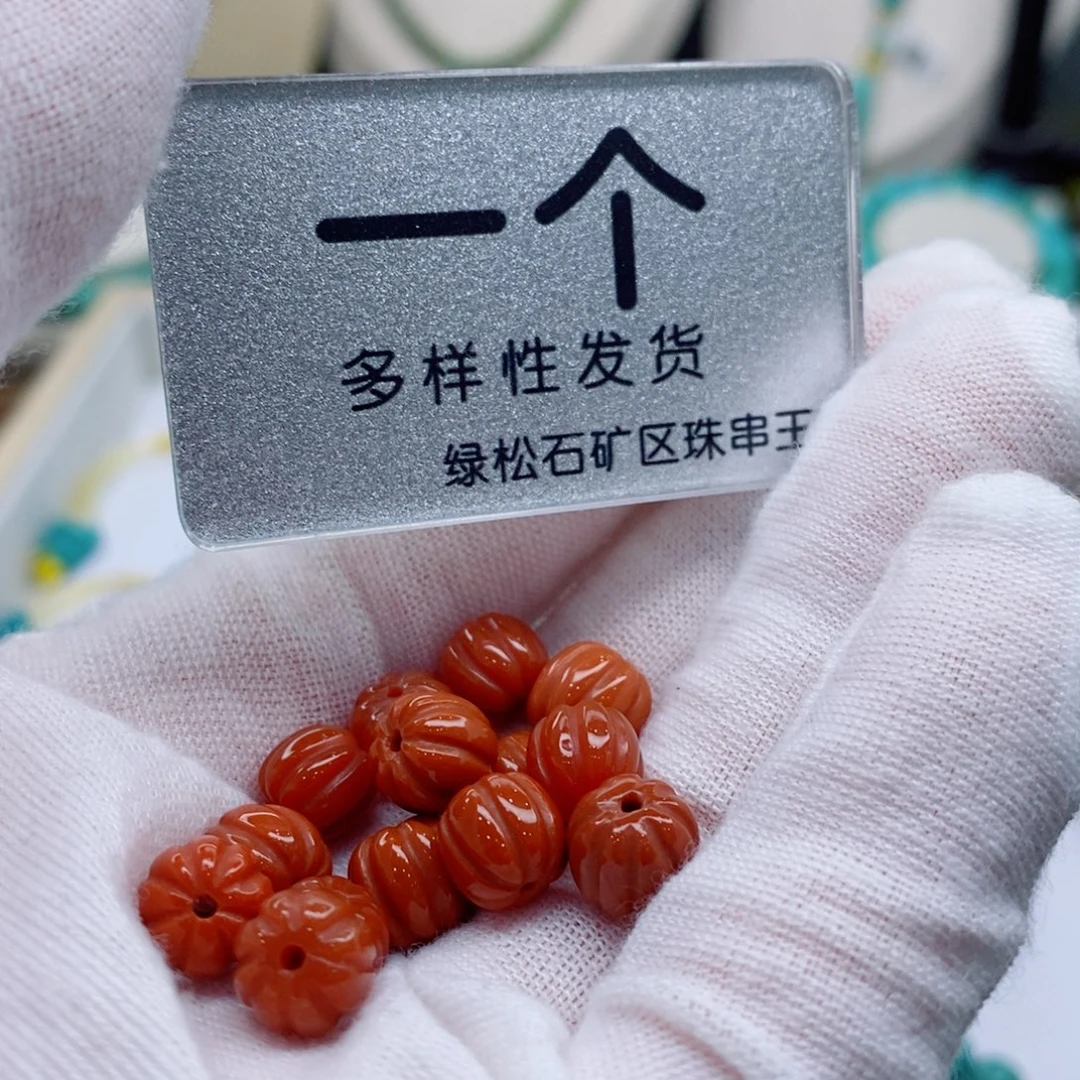 一个
多样性发货
绿松石矿区珠串王